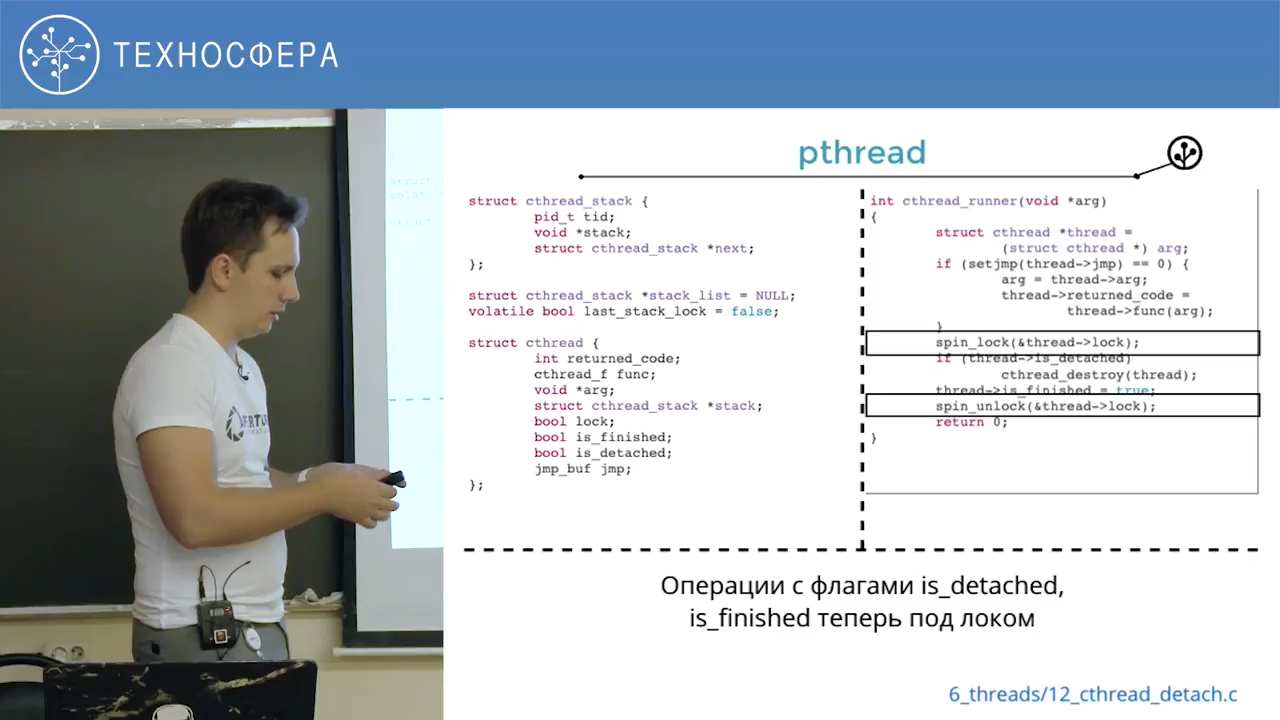 ТЕХНОСФЕРА
pthread
struct cthread_stack {
pid_t tid;
void *stack;
struct cthread_stack *next;
};
struct cthread_stack *stack_list = NULL;
volatile bool last_stack_lock = false;
struct cthread {
int returned_code;
cthread_f func;
void *arg;
struct cthread_stack *stack;
bool lock;
bool is_finished;
bool is_detached;
jmp_buf jmp;
};
int cthread_runner(void *arg)
{
struct cthread *thread =
(struct cthread *) arg;
if (setjmp(thread->jmp) == 0) {
arg = thread->arg;
thread->returned_code =
thread->func(arg);
}
spin_lock(&thread->lock);
if (thread->is_detached)
cthread_destroy(thread);
thread->is_finished = true;
spin_unlock(&thread->lock);
return 0;
}
Операции с флагами is_detached,
is_finished теперь под локом
6_threads/12_cthread_detach.c